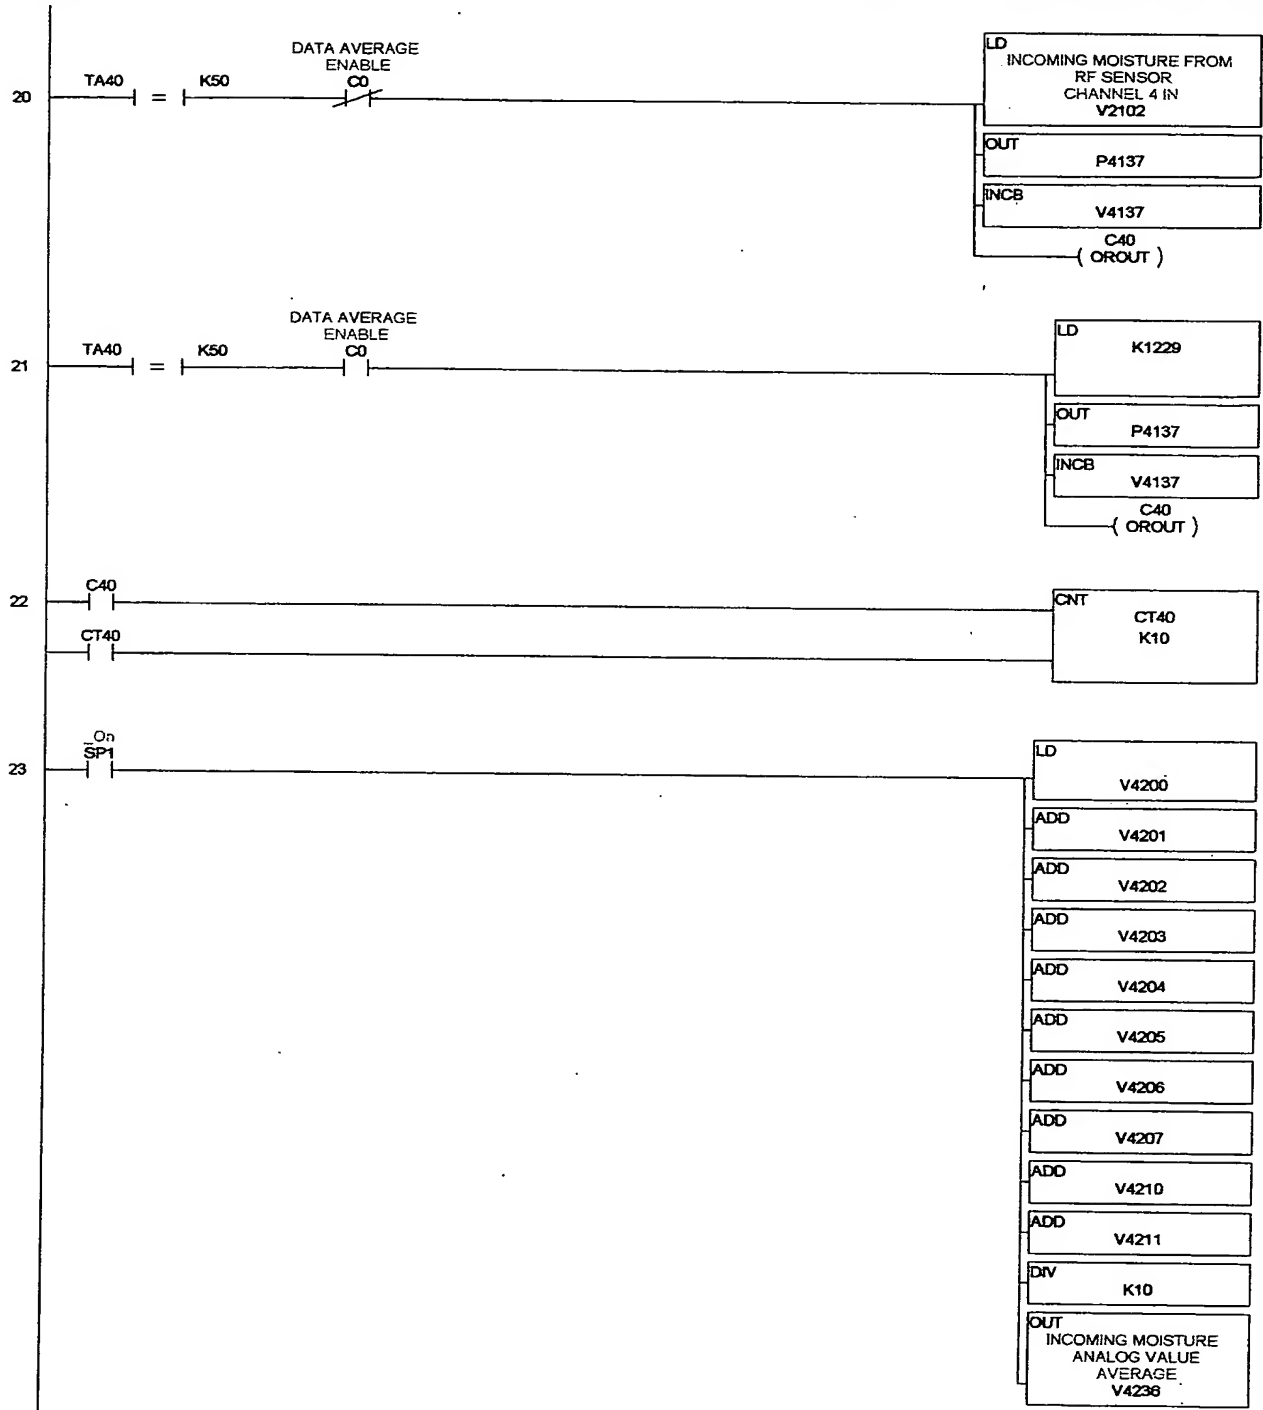 DATA AVERAGE
ENABLE
20
TA40
=
K50
C0
LD
INCOMING MOISTURE FROM
RF SENSOR
CHANNEL 4 IN
V2102
OUT
P4137
INCB
V4137
C40
( OROUT )
DATA AVERAGE
ENABLE
21
TA40
=
K50
C0
LD
K1229
OUT
P4137
INCB
V4137
C40
( OROUT )
22
C40
CT40
CNT
CT40
K10
23
_On
SP1
LD
V4200
ADD
V4201
ADD
V4202
ADD
V4203
ADD
V4204
ADD
V4205
ADD
V4206
ADD
V4207
ADD
V4210
ADD
V4211
DIV
K10
OUT
INCOMING MOISTURE
ANALOG VALUE
AVERAGE
V4236